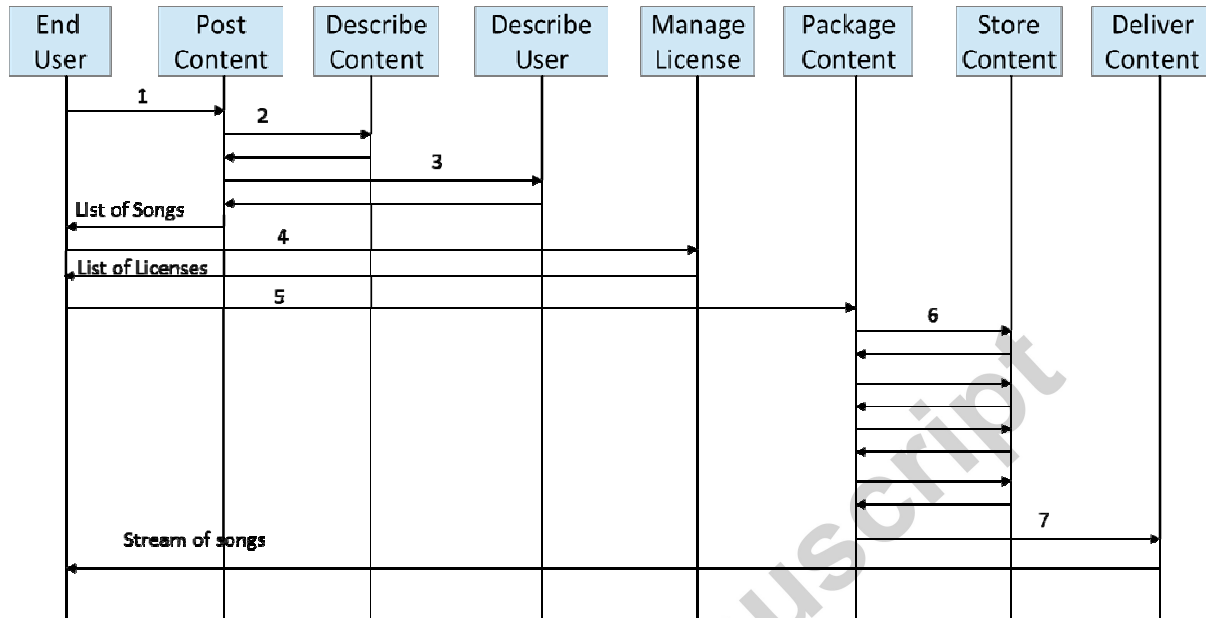 End
User
Post
Content
Describe
Content
Describe
User
Manage
License
Package
Content
Store
Content
Deliver
Content
1
2
3
List of Songs
4
List of Licenses
5
6
7
Stream of songs
uscript